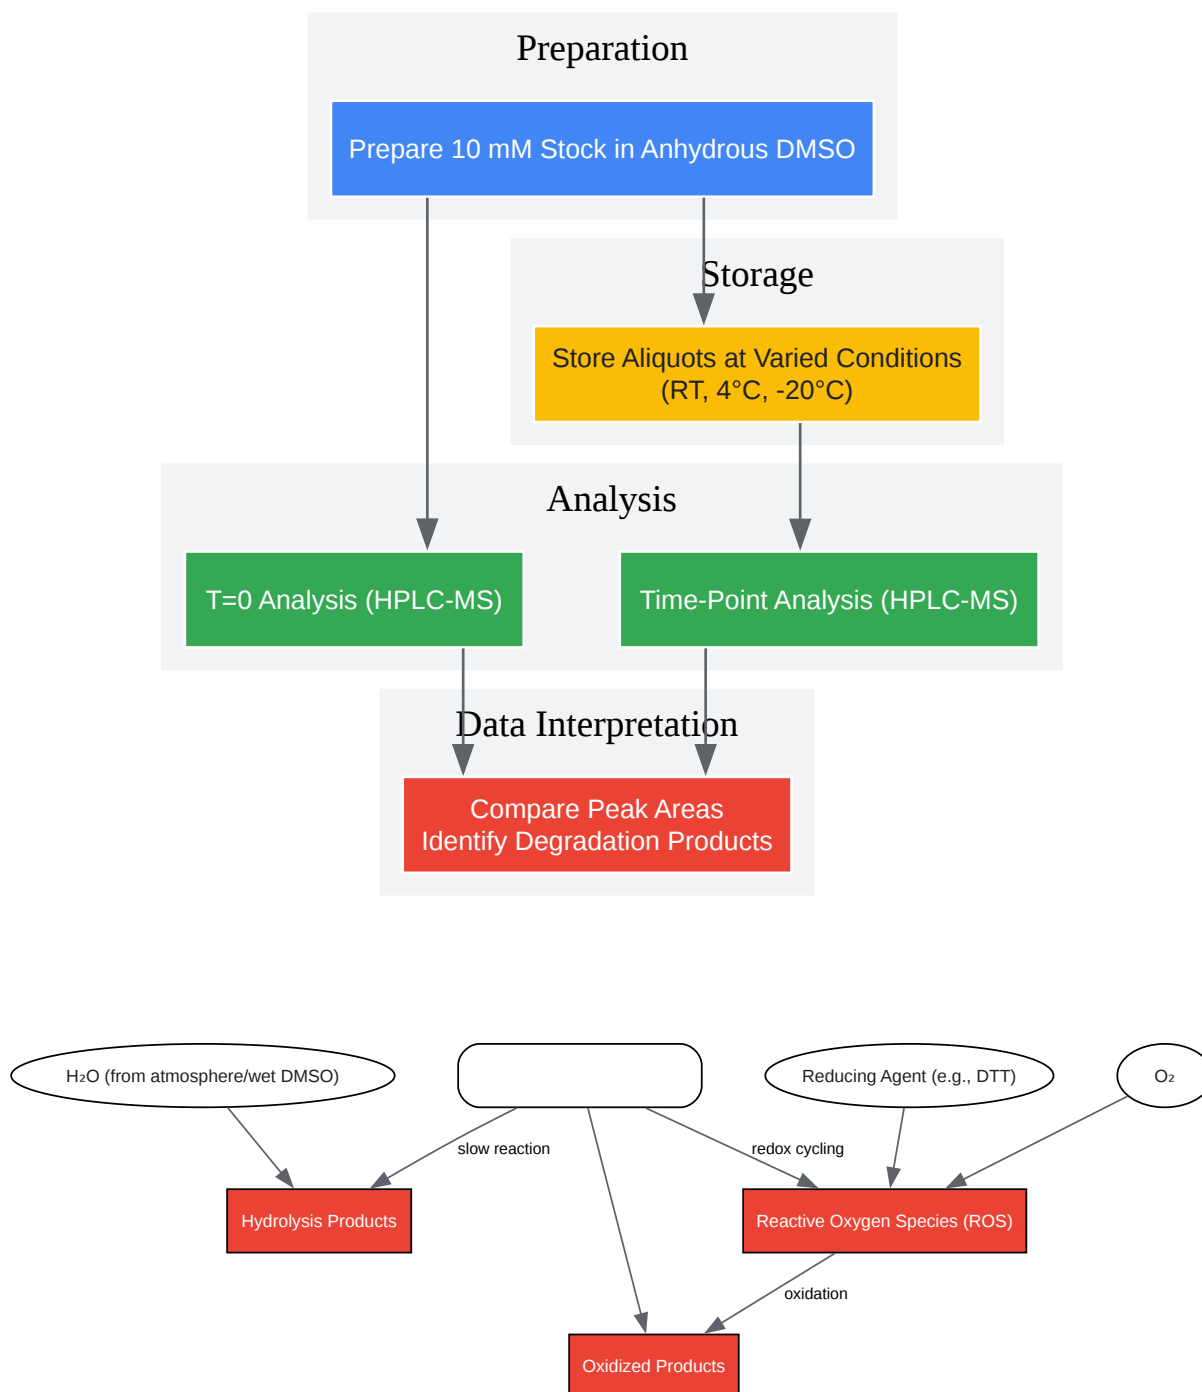 Preparation
Prepare 10 mM Stock in Anhydrous DMSO
Storage
Store Aliquots at Varied Conditions
(RT, 4°C, -20°C)
Analysis
T=0 Analysis (HPLC-MS)
Time-Point Analysis (HPLC-MS)
Data Interpretation
Compare Peak Areas
Identify Degradation Products
H₂O (from atmosphere/wet DMSO)
Reducing Agent (e.g., DTT)
O₂
slow reaction
redox cycling
Hydrolysis Products
Reactive Oxygen Species (ROS)
oxidation
Oxidized Products